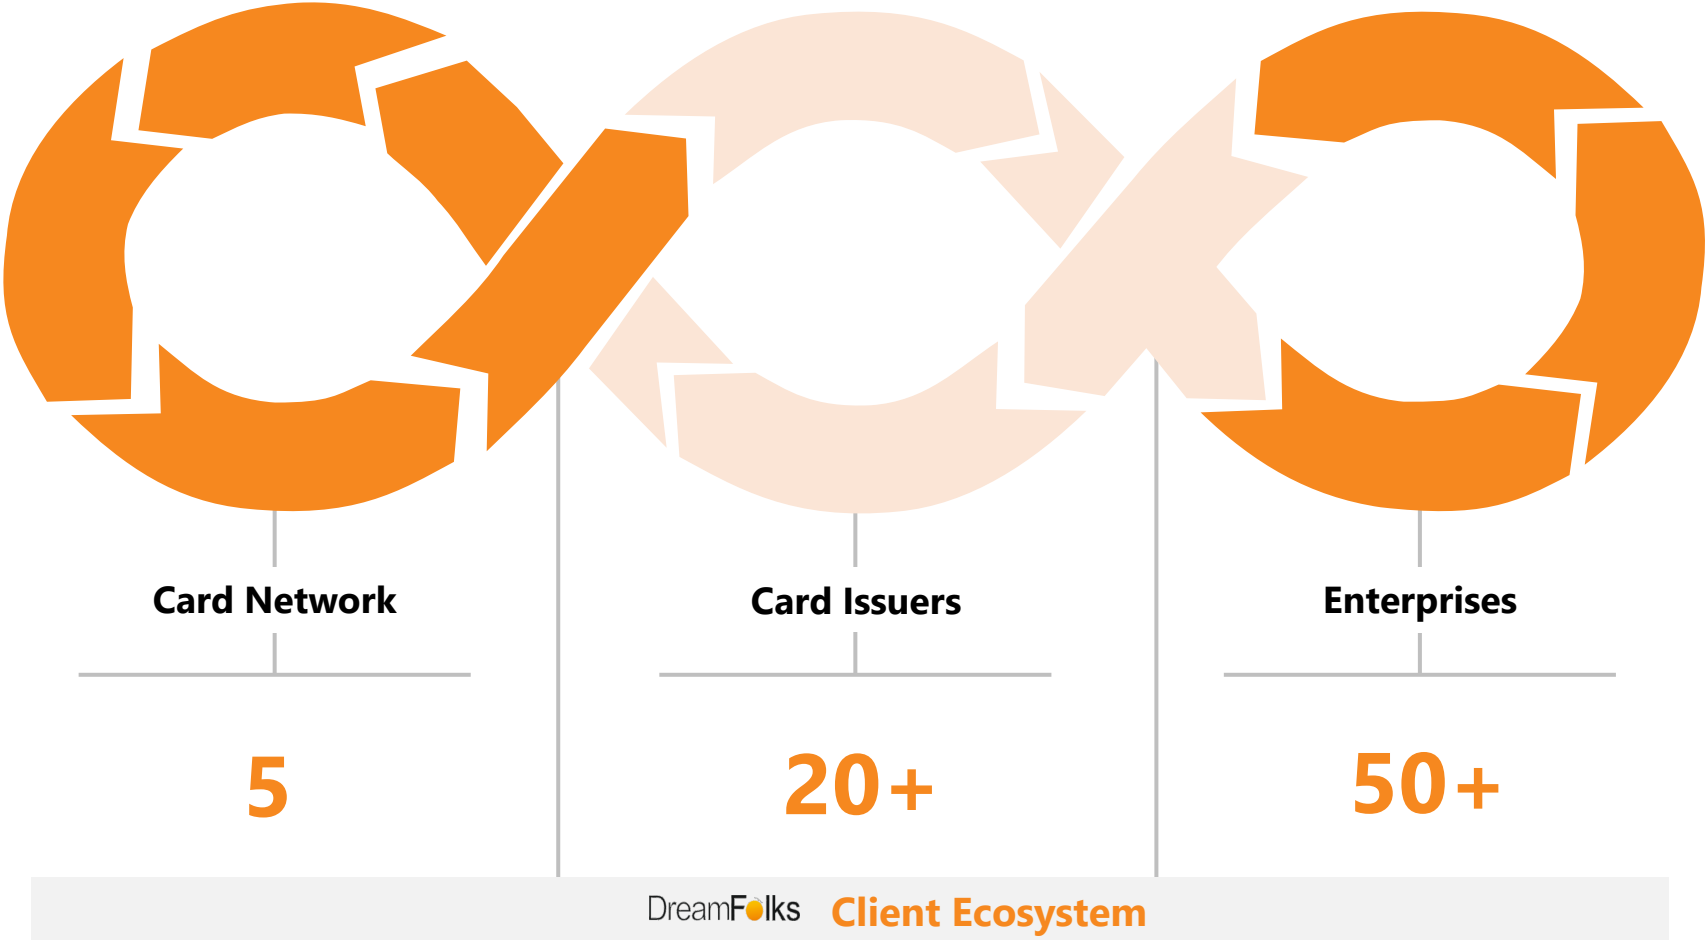 Card Network
Card Issuers
Enterprises
5
20+
50+
DreamFolks Client Ecosystem